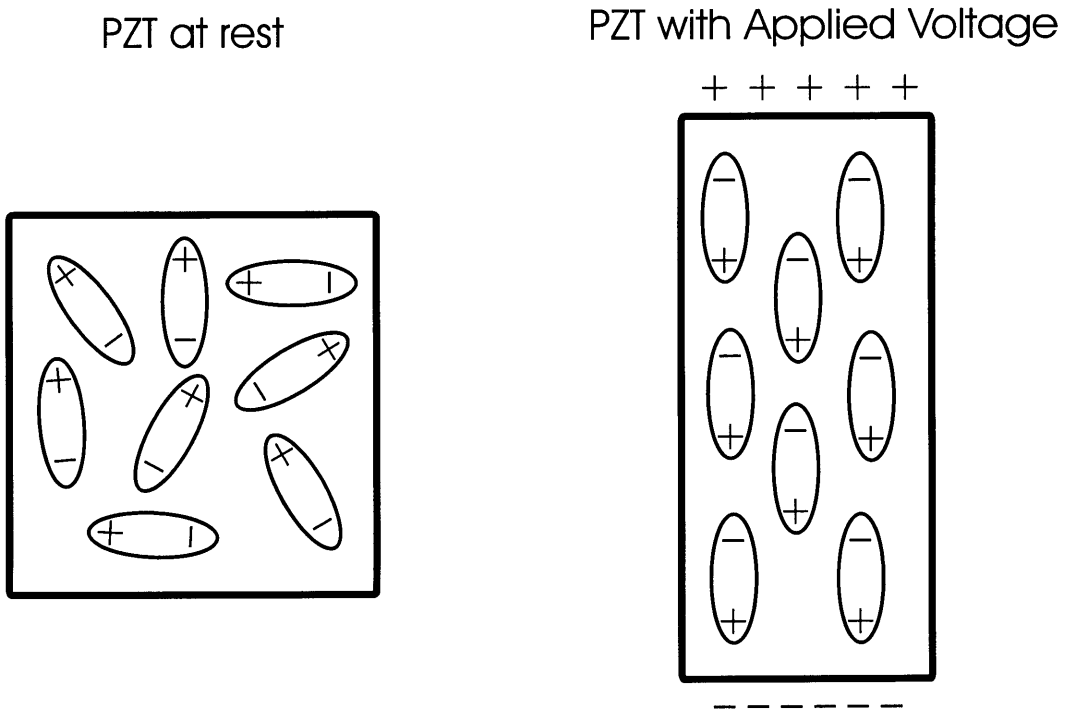 PZT at rest
PZT with Applied Voltage
+ + + + +
+ − + − + −
+ − + − + − + − + −
− + − + − +
− + − + − +
− + − +
− − − − − −